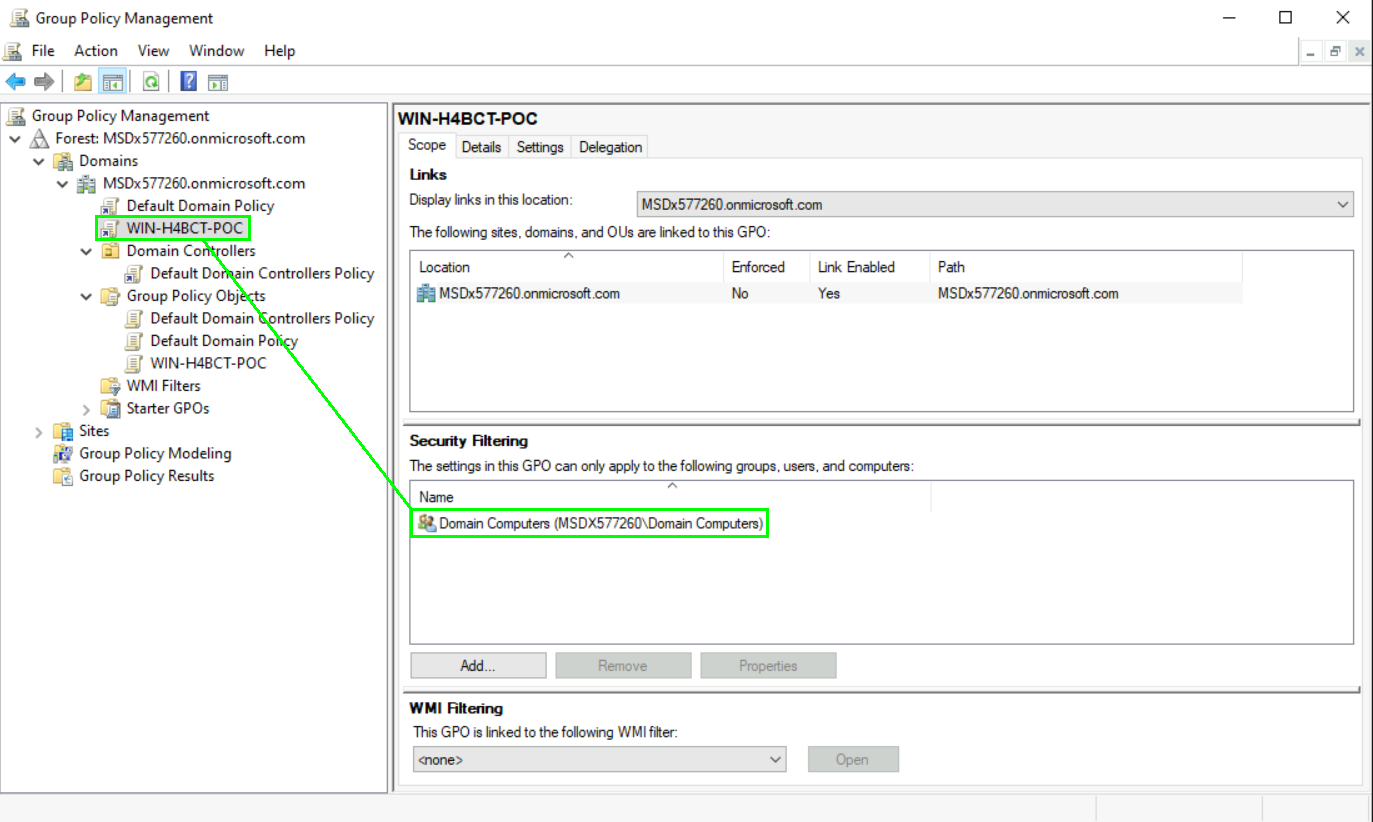 Group Policy Management
File Action View Window Help
Group Policy Management
Forest: MSDx577260.onmicrosoft.com
Domains
MSDx577260.onmicrosoft.com
Default Domain Policy
WIN-H4BCT-POC
Domain Controllers
Default Domain Controllers Policy
Group Policy Objects
Default Domain Controllers Policy
Default Domain Policy
WIN-H4BCT-POC
WMI Filters
Starter GPOs
Sites
Group Policy Modeling
Group Policy Results
WIN-H4BCT-POC
Scope Details Settings Delegation
Links
Display links in this location: MSDx577260.onmicrosoft.com
The following sites, domains, and OUs are linked to this GPO:
Location Enforced Link Enabled Path
MSDx577260.onmicrosoft.com No Yes MSDx577260.onmicrosoft.com
Security Filtering
The settings in this GPO can only apply to the following groups, users, and computers:
Name
Domain Computers (MSDX577260\Domain Computers)
Add... Remove Properties
WMI Filtering
This GPO is linked to the following WMI filter:
<none> Open